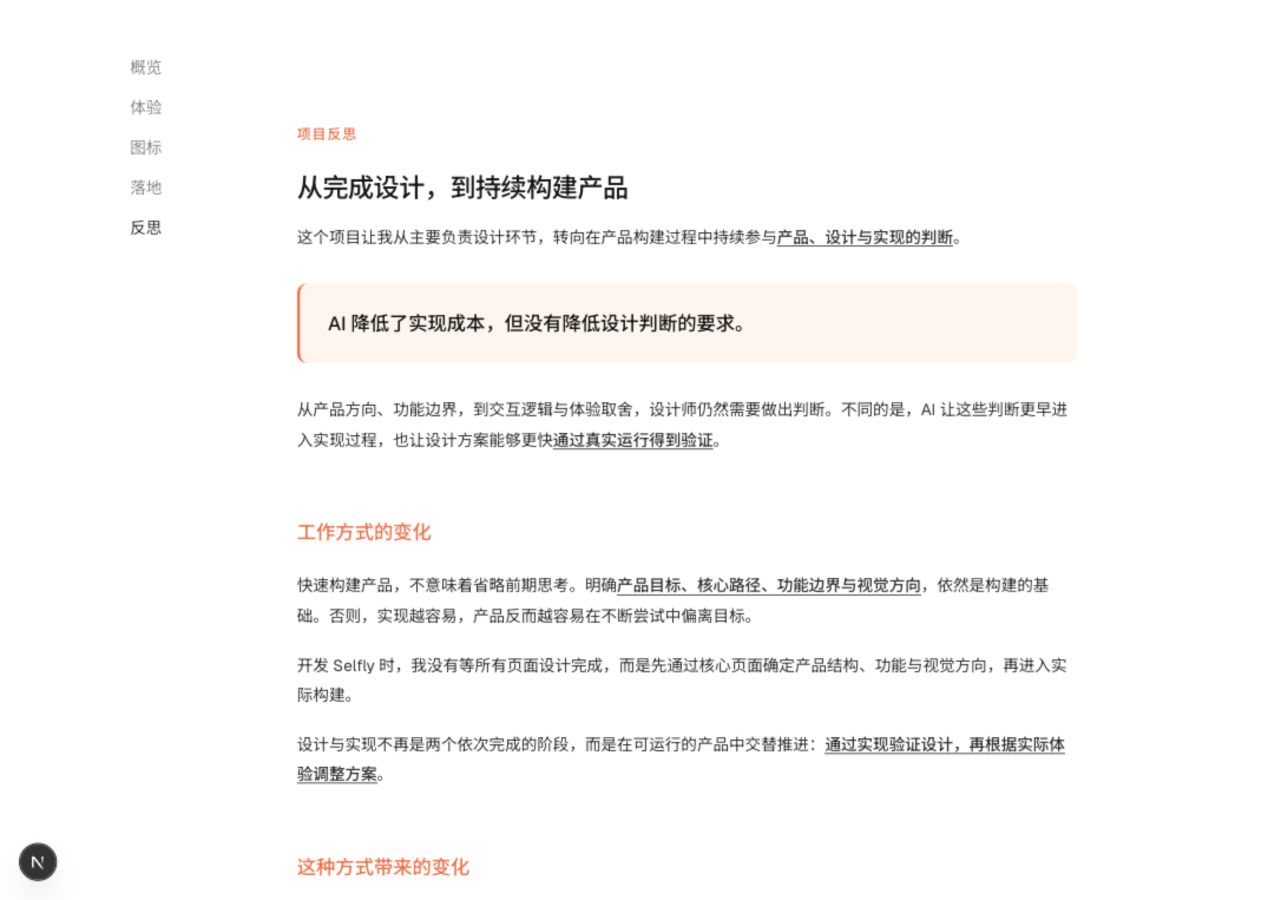 概览
体验
图标
落地
反思
项目反思
从完成设计，到持续构建产品
这个项目让我从主要负责设计环节，转向在产品构建过程中持续参与产品、设计与实现的判断。
AI 降低了实现成本，但没有降低设计判断的要求。
从产品方向、功能边界，到交互逻辑与体验取舍，设计师仍然需要做出判断。不同的是，AI 让这些判断更早进
入实现过程，也让设计方案能够更快通过真实运行得到验证。
工作方式的变化
快速构建产品，不意味着省略前期思考。明确产品目标、核心路径、功能边界与视觉方向，依然是构建的基
础。否则，实现越容易，产品反而越容易在不断尝试中偏离目标。
开发 Selfly 时，我没有等所有页面设计完成，而是先通过核心页面确定产品结构、功能与视觉方向，再进入实
际构建。
设计与实现不再是两个依次完成的阶段，而是在可运行的产品中交替推进：通过实现验证设计，再根据实际体
验调整方案。
这种方式带来的变化
N